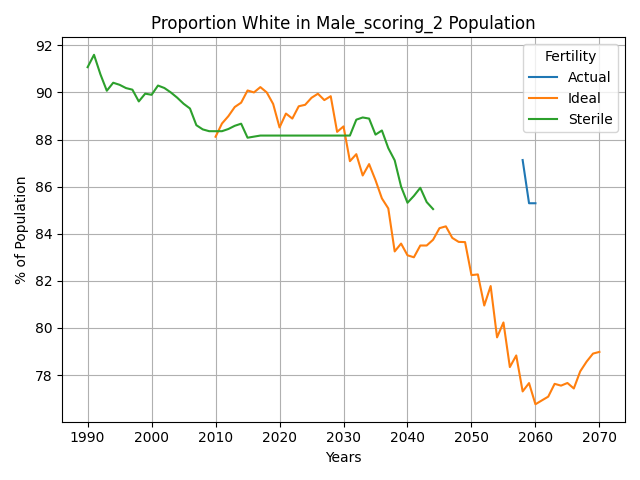 Proportion White in Male_scoring_2 Population
Fertility
Actual
Ideal
Sterile
% of Population
92
90
88
86
84
82
80
78
1990
2000
2010
2020
2030
2040
2050
2060
2070
Years